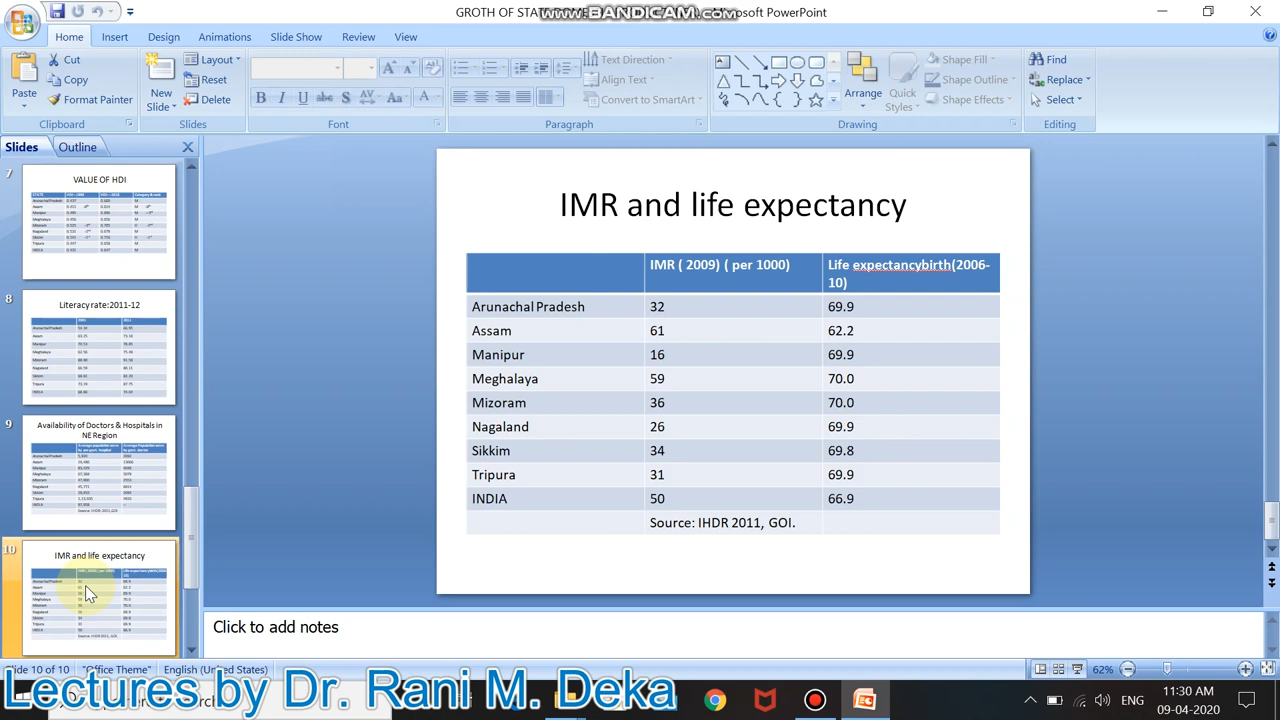 GROTH OF STATE
www.BANDICAM.com
Microsoft PowerPoint
Home Insert Design Animations Slide Show Review View
Paste
Cut
Copy
Format Painter
Clipboard
New Slide
Layout
Reset
Delete
Slides
Font
Text Direction
Align Text
Convert to SmartArt
Paragraph
Arrange
Quick Styles
Shape Fill
Shape Outline
Shape Effects
Drawing
Find
Replace
Select
Editing
Slides Outline
7
VALUE OF HDI
8
Literacy rate:2011-12
9
Availability of Doctors & Hospitals in
NE Region
10
IMR and life expectancy
IMR and life expectancy
IMR ( 2009) ( per 1000) Life expectancybirth(2006-
10)
Arunachal Pradesh 32 69.9
Assam 61 62.2
Manipur 16 69.9
Meghalaya 59 70.0
Mizoram 36 70.0
Nagaland 26 69.9
Sikkim 34 69.8
Tripura 31 69.9
INDIA 50 66.9
Source: IHDR 2011, GOI.
Click to add notes
Slide 10 of 10 "Office Theme" English (United States) 62%
Lectures by Dr. Rani M. Deka
ENG
11:30 AM
09-04-2020